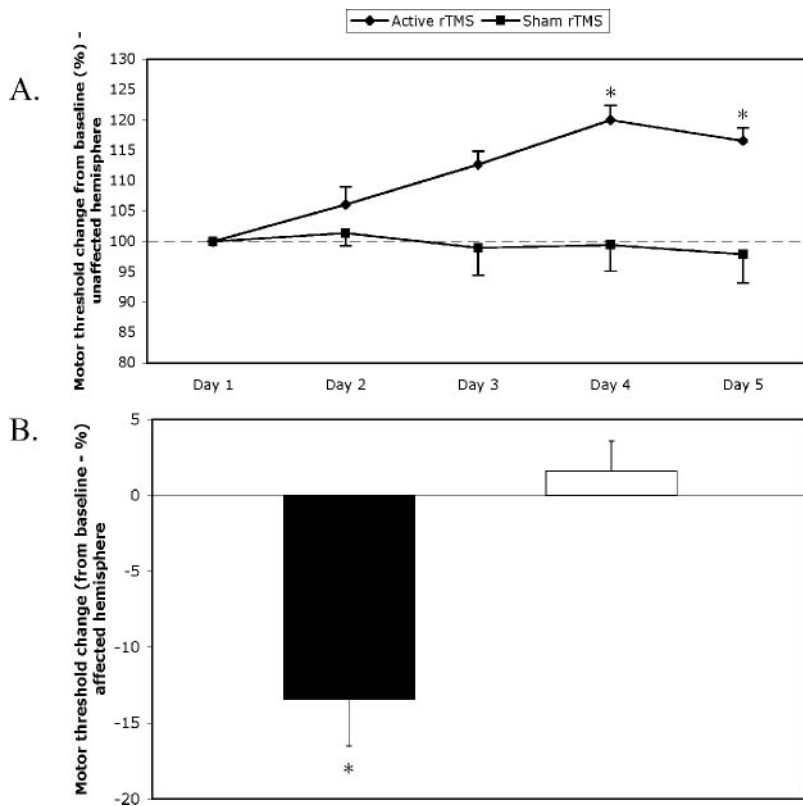 Active rTMS Sham rTMS
A.
Motor threshold change from baseline (%) -
unaffected hemisphere
130
125
120
115
110
105
100
95
90
85
80
*
*
Day 1 Day 2 Day 3 Day 4 Day 5
B.
Motor threshold change (from baseline - %)
affected hemisphere
5
0
-5
-10
-15
-20
*